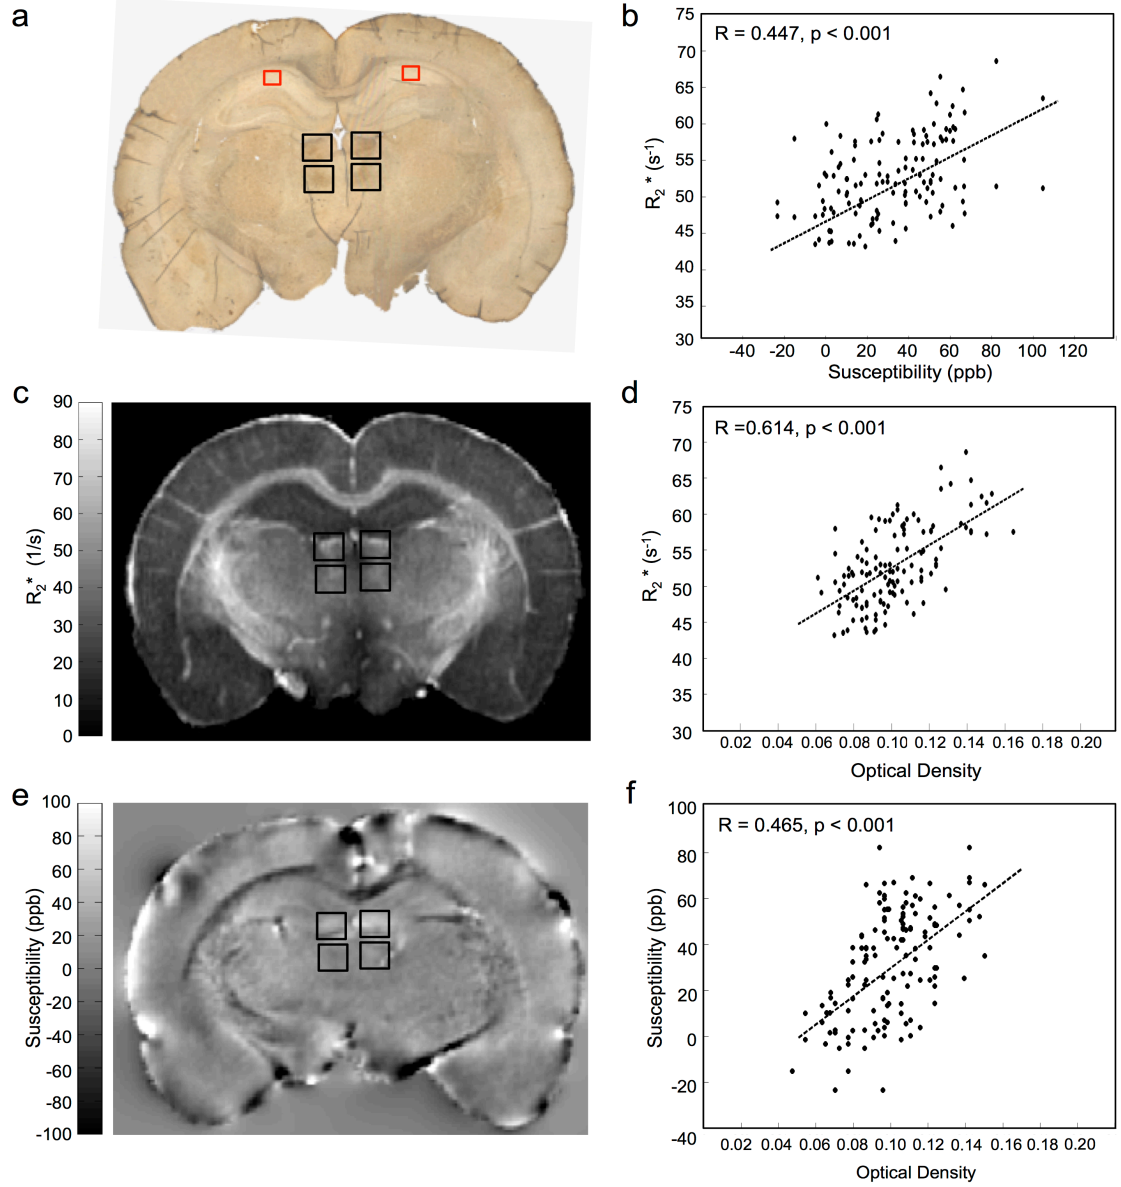 a
b
R = 0.447, p < 0.001
75
70
65
60
55
50
45
40
35
30
R2* (s-1)
-40 -20 0 20 40 60 80 100 120
Susceptibility (ppb)
c
90
80
70
60
50
40
30
20
10
0
R2* (1/s)
d
R =0.614, p < 0.001
75
70
65
60
55
50
45
40
35
30
R2* (s-1)
0.02 0.04 0.06 0.08 0.10 0.12 0.14 0.16 0.18 0.20
Optical Density
e
100
80
60
40
20
0
-20
-40
-60
-80
-100
Susceptibility (ppb)
f
R = 0.465, p < 0.001
100
80
60
40
20
0
-20
-40
Susceptibility (ppb)
0.02 0.04 0.06 0.08 0.10 0.12 0.14 0.16 0.18 0.20
Optical Density